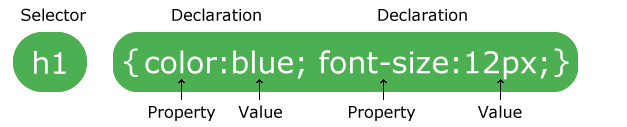 Selector Declaration Declaration
h1 {color:blue; font-size:12px;}
Property Value Property Value